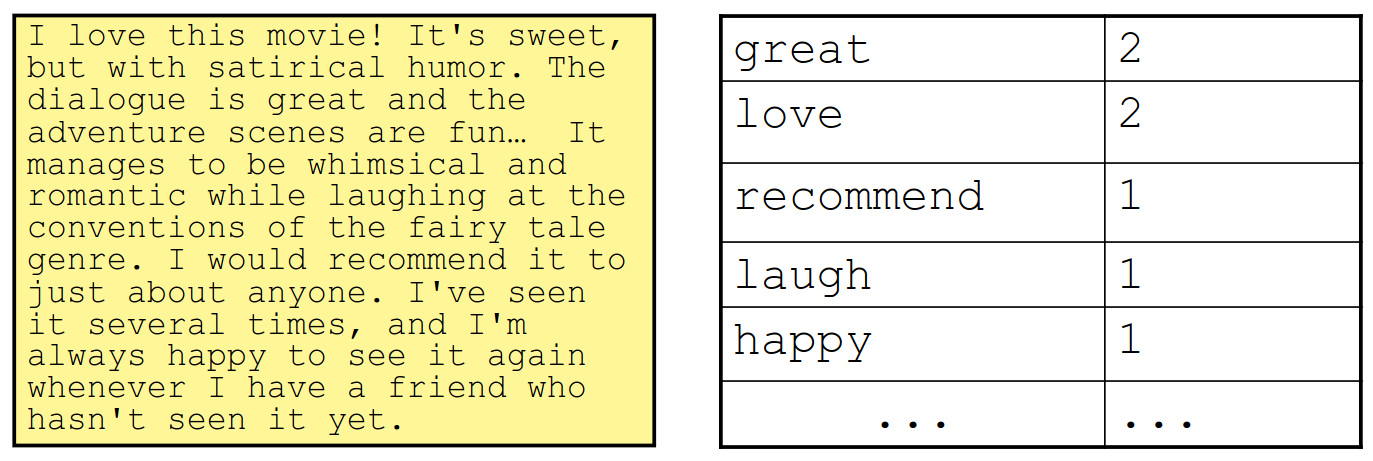 I love this movie! It's sweet,
but with satirical humor. The
dialogue is great and the
adventure scenes are fun… It
manages to be whimsical and
romantic while laughing at the
conventions of the fairy tale
genre. I would recommend it to
just about anyone. I've seen
it several times, and I'm
always happy to see it again
whenever I have a friend who
hasn't seen it yet.
great 2
love 2
recommend 1
laugh 1
happy 1
... ...